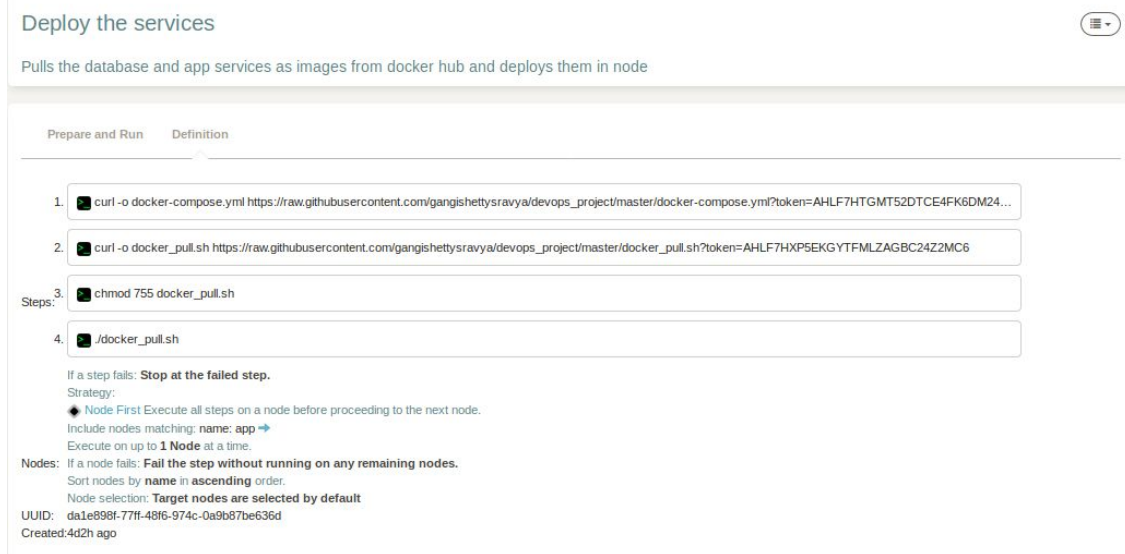 Deploy the services
Pulls the database and app services as images from docker hub and deploys them in node
Prepare and Run
Definition
Steps:
1. curl -o docker-compose.yml https://raw.githubusercontent.com/gangishettysravya/devops_project/master/docker-compose.yml?token=AHLF7HTGMT52DTCE4FK6DM24...
2. curl -o docker_pull.sh https://raw.githubusercontent.com/gangishettysravya/devops_project/master/docker_pull.sh?token=AHLF7HXP5EKGYTFMLZAGBC24Z2MC6
3. chmod 755 docker_pull.sh
4. ./docker_pull.sh
If a step fails: Stop at the failed step.
Strategy:
Node First Execute all steps on a node before proceeding to the next node.
Include nodes matching: name: app
Execute on up to 1 Node at a time.
Nodes: If a node fails: Fail the step without running on any remaining nodes.
Sort nodes by name in ascending order.
Node selection: Target nodes are selected by default
UUID: da1e898f-77ff-48f6-974c-0a9b87be636d
Created:4d2h ago